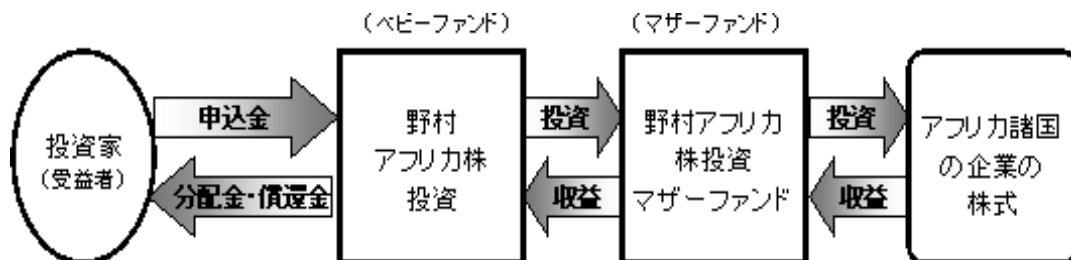 （ベビーファンド）
（マザーファンド）
投資家
（受益者）
申込金
分配金・償還金
野村
アフリカ株
投資
投資
収益
野村アフリカ
株投資
マザーファンド
投資
収益
アフリカ諸国
の企業の
株式